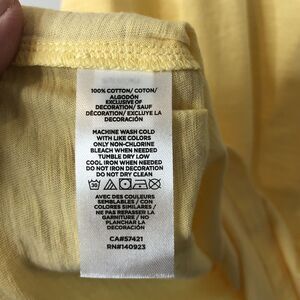 100% COTTON/ COTON/
ALGODÓN
EXCLUSIVE OF
DECORATION/ SAUF
DÉCORATION/ EXCLUYE LA
DECORACIÓN
MACHINE WASH COLD
WITH LIKE COLORS
ONLY NON-CHLORINE
BLEACH WHEN NEEDED
TUMBLE DRY LOW
COOL IRON WHEN NEEDED
DO NOT IRON DECORATION
DO NOT DRY CLEAN
30
AVEC DES COULEURS
SEMBLABLES / CON
COLORES SIMILARES /
NE PAS REPASSER LA
GARNITURE / NO
PLANCHAR LA
DECORACIÓN
CA#57421
RN#140923